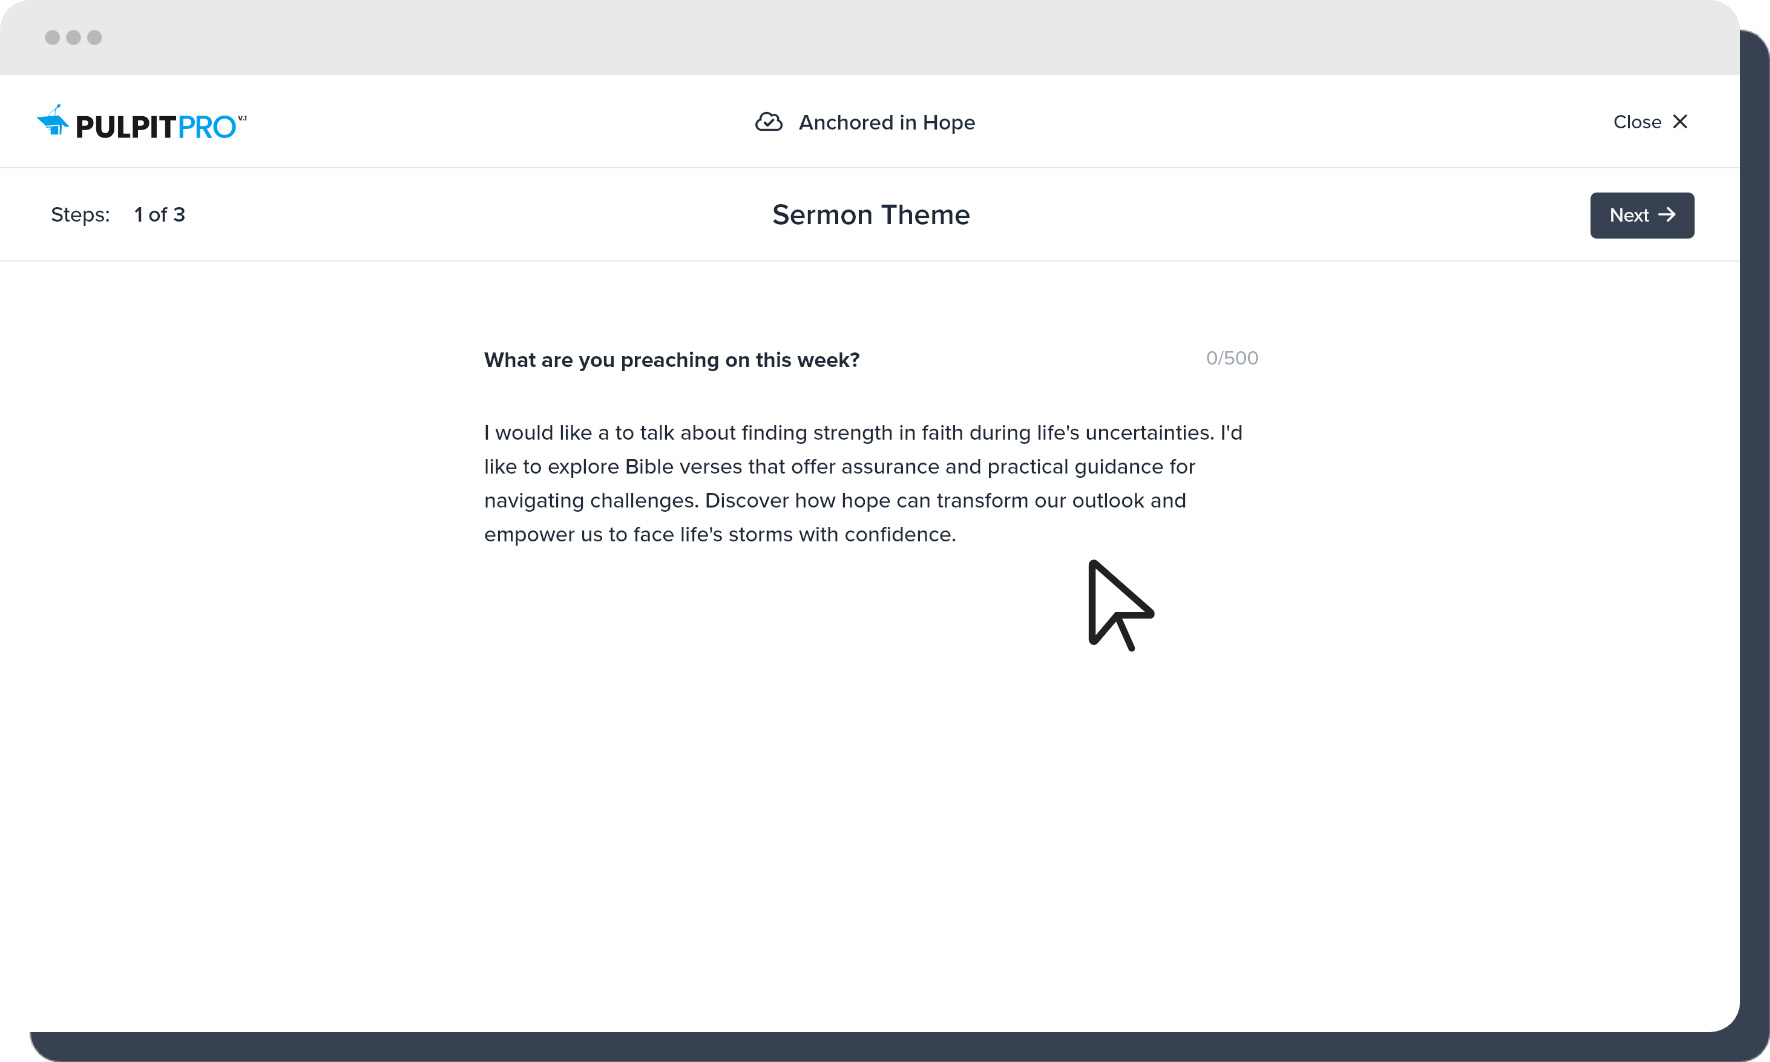 PULPITPRO V.1
Anchored in Hope
Close
Steps: 1 of 3
Sermon Theme
Next
What are you preaching on this week?
0/500
I would like a to talk about finding strength in faith during life's uncertainties. I'd
like to explore Bible verses that offer assurance and practical guidance for
navigating challenges. Discover how hope can transform our outlook and
empower us to face life's storms with confidence.